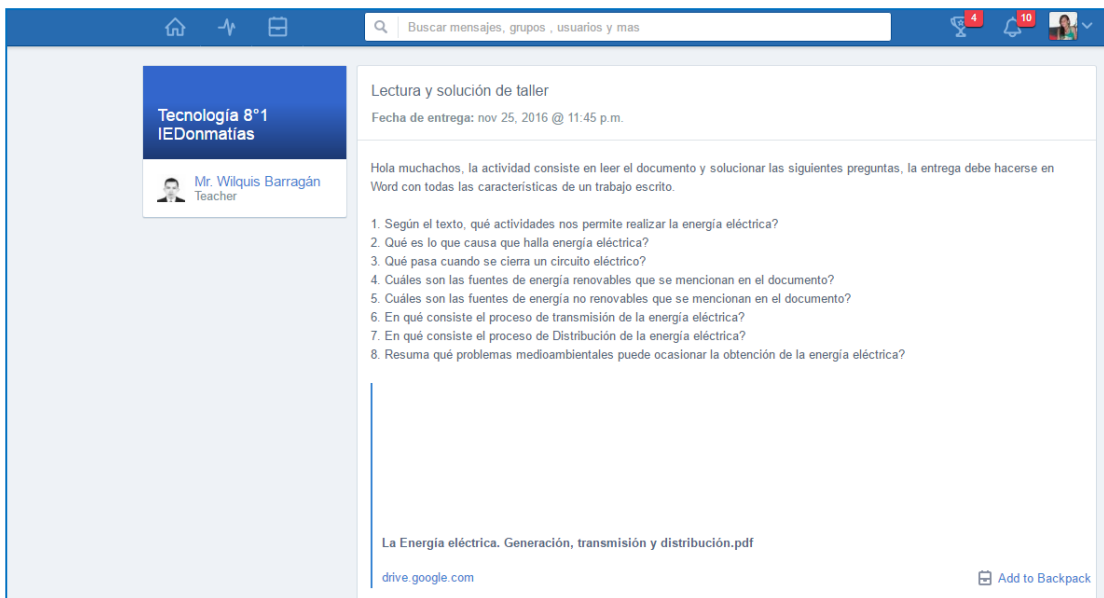 Buscar mensajes, grupos , usuarios y mas
4
10
Tecnología 8°1
IEDonmatías
Mr. Wilquis Barragán
Teacher
Lectura y solución de taller
Fecha de entrega: nov 25, 2016 @ 11:45 p.m.
Hola muchachos, la actividad consiste en leer el documento y solucionar las siguientes preguntas, la entrega debe hacerse en
Word con todas las características de un trabajo escrito.
1. Según el texto, qué actividades nos permite realizar la energía eléctrica?
2. Qué es lo que causa que halla energía eléctrica?
3. Qué pasa cuando se cierra un circuito eléctrico?
4. Cuáles son las fuentes de energía renovables que se mencionan en el documento?
5. Cuáles son las fuentes de energía no renovables que se mencionan en el documento?
6. En qué consiste el proceso de transmisión de la energía eléctrica?
7. En qué consiste el proceso de Distribución de la energía eléctrica?
8. Resuma qué problemas medioambientales puede ocasionar la obtención de la energía eléctrica?
La Energía eléctrica. Generación, transmisión y distribución.pdf
drive.google.com
Add to Backpack